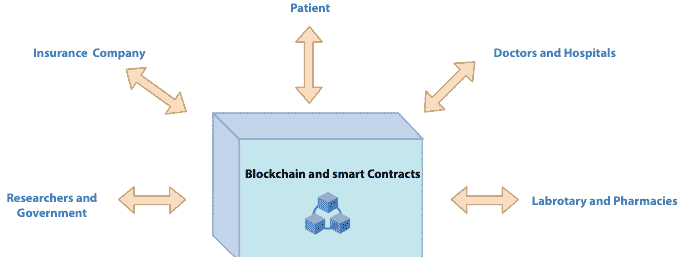 Patient
Insurance Company
Doctors and Hospitals
Blockchain and smart Contracts
Researchers and
Government
Labrotary and Pharmacies